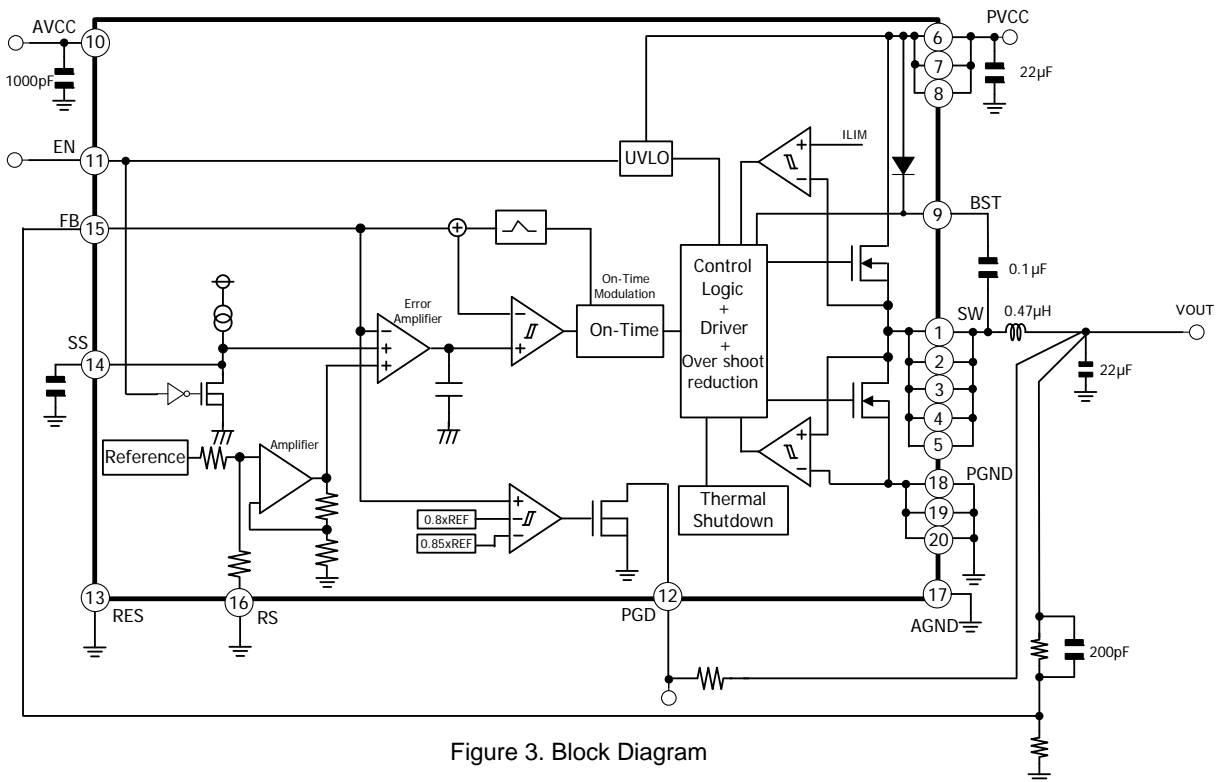 AVCC
10
1000pF
6
PVCC
7
8
22µF
EN
11
UVLO
ILIM
+
−
FB
15
+
9
BST
0.1µF
On-Time
Modulation
On-Time
Control
Logic
+
Driver
+
Over shoot
reduction
Error
Amplifier
−
+
+
−
+
SS
14
SW
1
0.47µH
VOUT
2
3
4
5
22µF
Reference
Amplifier
+
−
18
PGND
19
20
Thermal
Shutdown
0.8xREF
0.85xREF
+
−
−
13
RES
16
RS
12
PGD
17
AGND
200pF
Figure 3. Block Diagram